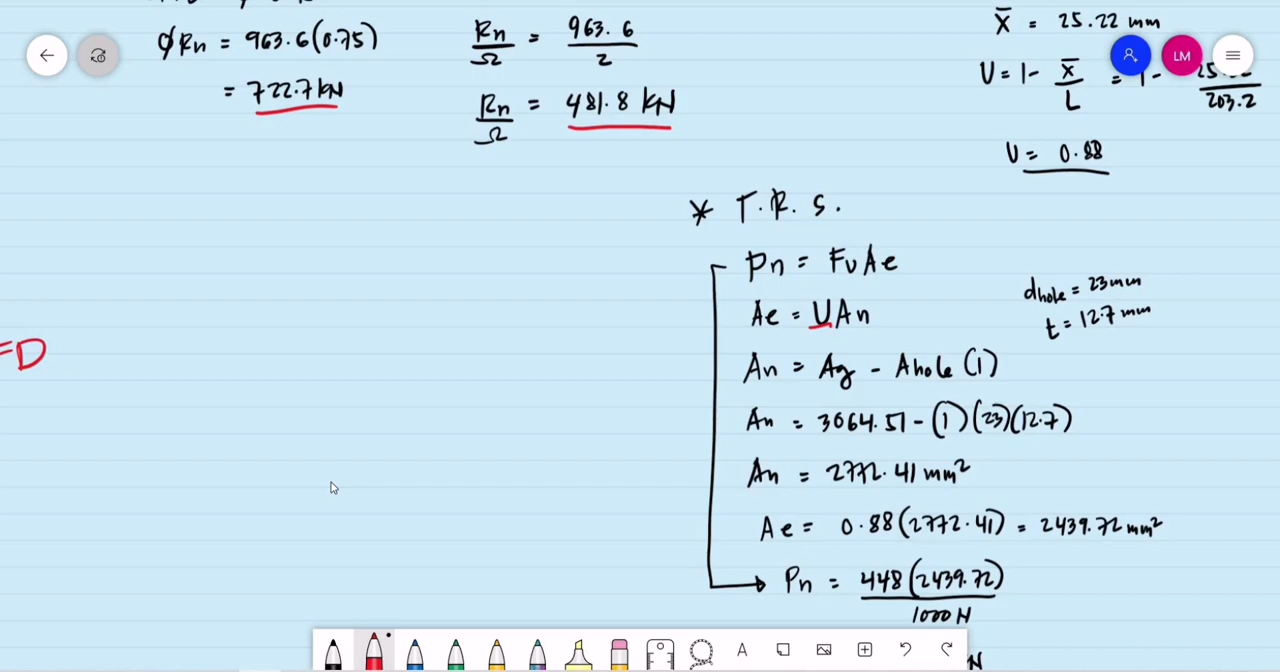 ϕRn = 963.6(0.75)
= 722.7 kN
Rn/Ω = 963.6/2
Rn/Ω = 481.8 kN
x̄ = 25.22 mm
LM
U = 1 - x̄/L = 1 - /203.2
U = 0.88
* T.R.S.
Pn = FuAe
Ae = UAn
dhole = 23mm
t = 12.7 mm
An = Ag - Ahole (1)
An = 3064.51 - (1)(23)(12.7)
An = 2772.41 mm²
Ae = 0.88(2772.41) = 2439.72 mm²
Pn = 448(2439.72)/1000 N
=D
A
N